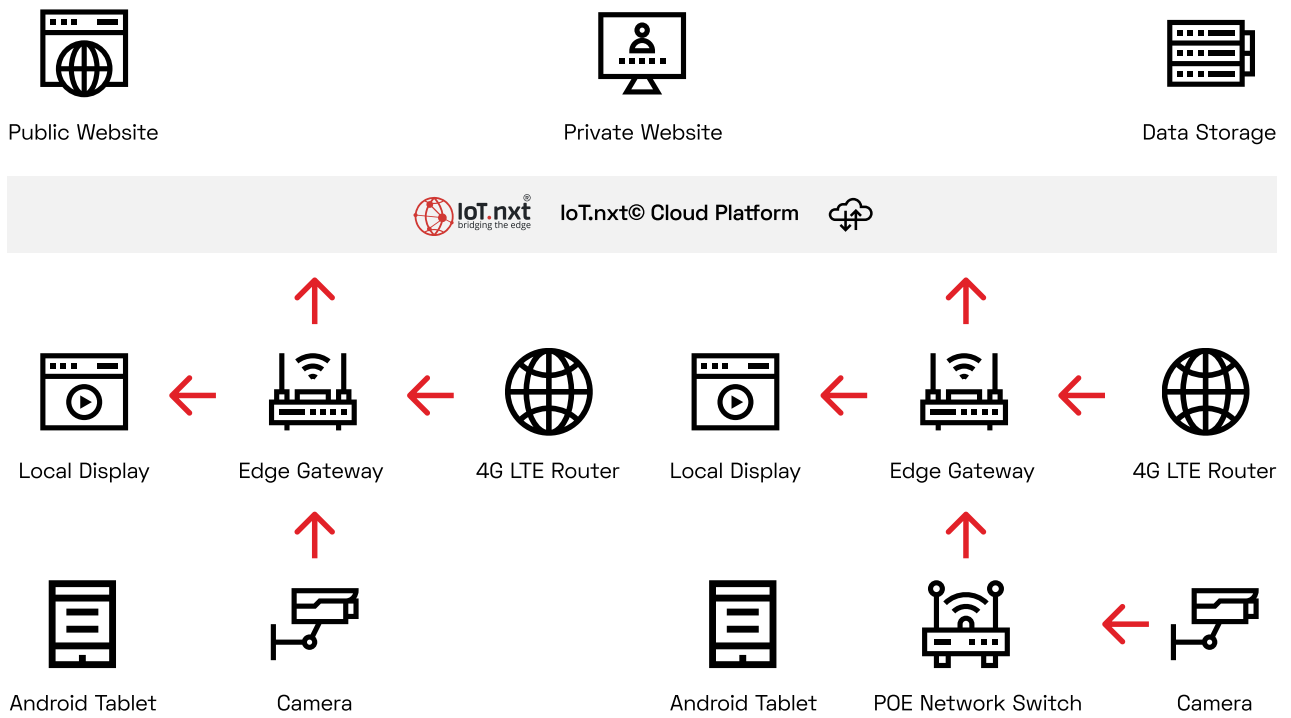 Public Website
Private Website
Data Storage
IoT.nxt®
bridging the edge
IoT.nxt© Cloud Platform
Local Display
Edge Gateway
4G LTE Router
Local Display
Edge Gateway
4G LTE Router
Android Tablet
Camera
Android Tablet
POE Network Switch
Camera